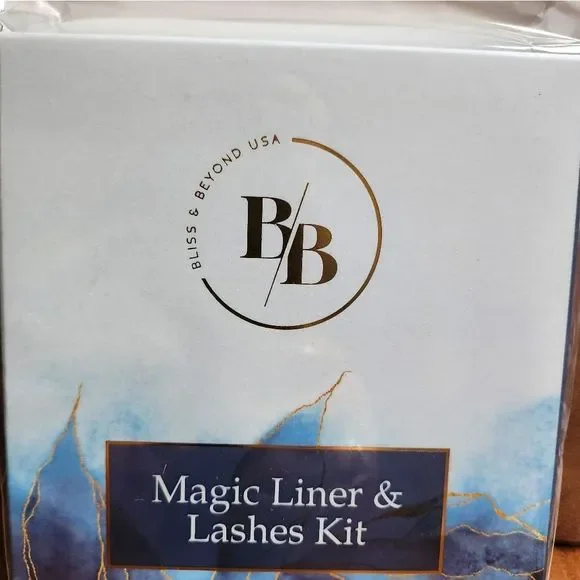 BLISS & BEYOND USA
B/B
Magic Liner &
Lashes Kit